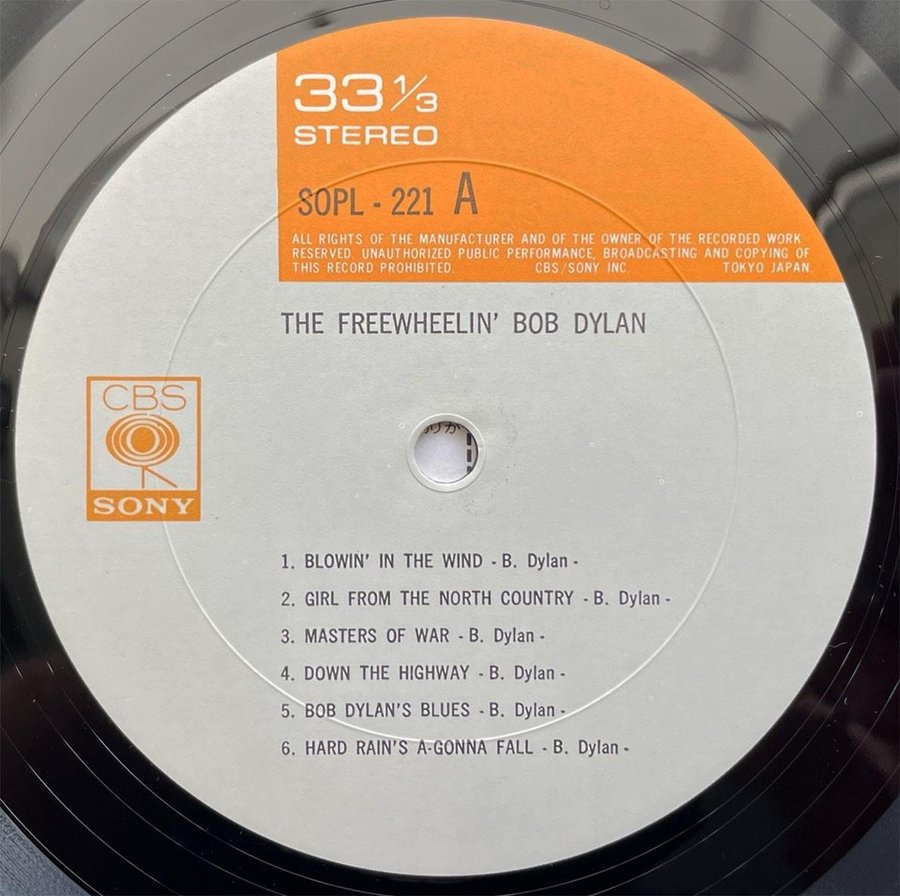 33 1/3
STEREO
SOPL - 221 A
ALL RIGHTS OF THE MANUFACTURER AND OF THE OWNER OF THE RECORDED WORK
RESERVED. UNAUTHORIZED PUBLIC PERFORMANCE, BROADCASTING AND COPYING OF
THIS RECORD PROHIBITED. CBS/SONY INC. TOKYO JAPAN.
THE FREEWHEELIN' BOB DYLAN
CBS
SONY
1. BLOWIN' IN THE WIND - B. Dylan -
2. GIRL FROM THE NORTH COUNTRY - B. Dylan -
3. MASTERS OF WAR - B. Dylan -
4. DOWN THE HIGHWAY - B. Dylan -
5. BOB DYLAN'S BLUES - B. Dylan -
6. HARD RAIN'S A-GONNA FALL - B. Dylan -